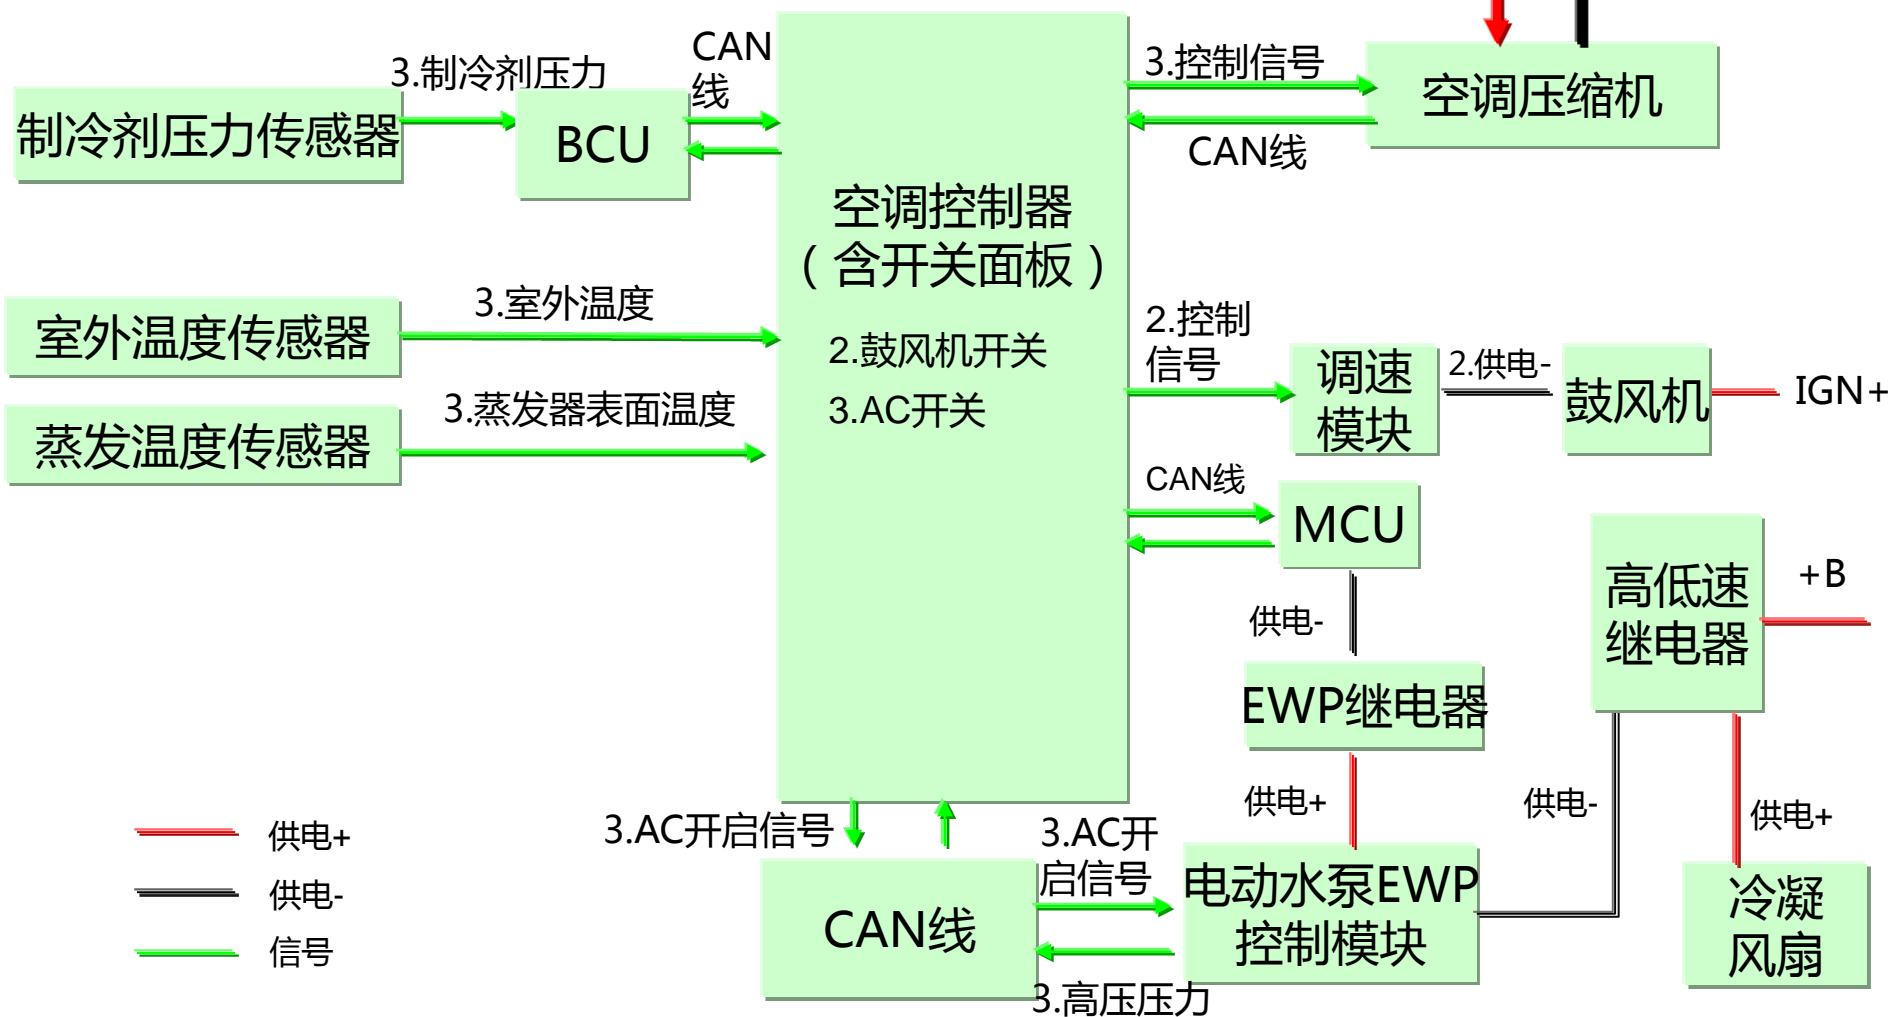 CAN
线
3.制冷剂压力
3.控制信号
制冷剂压力传感器
BCU
空调压缩机
CAN线
空调控制器
（含开关面板）
3.室外温度
室外温度传感器
2.鼓风机开关
2.控制
信号
调速
模块
2.供电-
鼓风机
IGN+
3.蒸发器表面温度
蒸发温度传感器
3.AC开关
CAN线
MCU
高低速
继电器
+B
供电-
EWP继电器
供电+
供电-
供电+
3.AC开启信号
3.AC开
启信号
CAN线
电动水泵EWP
控制模块
冷凝
风扇
3.高压压力
供电+
供电-
信号